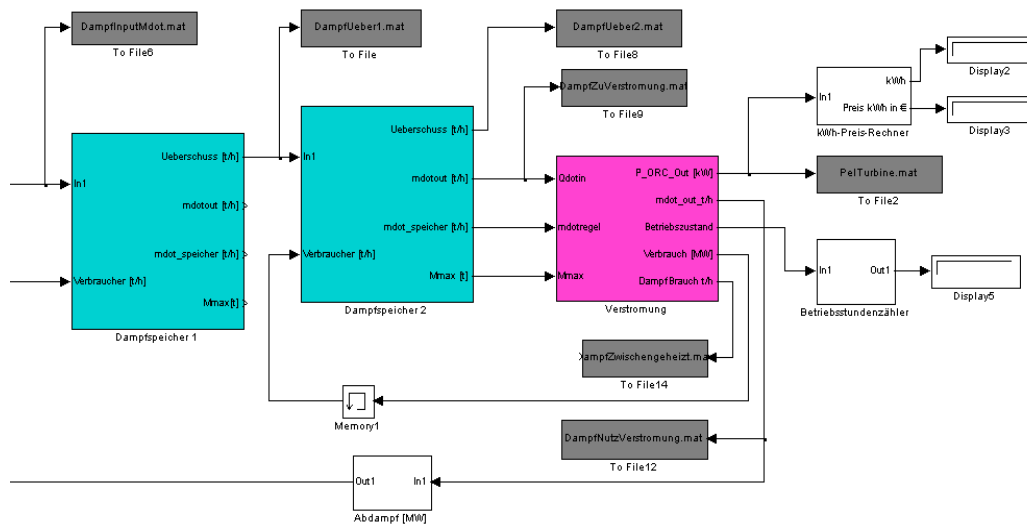 DampfInputMdot.mat
To File6
DampfUeber1.mat
To File
DampfUeber2.mat
To File8
DampfZuVerstromung.mat
To File9
kWh
In1
Preis kWh in €
kWh-Preis-Rechner
Display2
Display3
Ueberschuss [t/h]
In1
mdotout [t/h]
mdot_speicher [t/h]
Verbraucher [t/h]
Mmax[t]
Dampfspeicher 1
Ueberschuss [t/h]
In1
mdotout [t/h]
mdot_speicher [t/h]
Verbraucher [t/h]
Mmax [t]
Dampfspeicher 2
P_ORC_Out [kW]
Qdotin
mdot_out_t/h
mdotregel
Betriebszustand
Verbrauch [MW]
Mmax
DampfBrauch t/h
Verstromung
PelTurbine.mat
To File2
In1
Out1
Betriebsstundenzähler
Display5
DampfZwischengeheizt.mat
To File14
Memory1
DampfNutzVerstromung.mat
To File12
Out1
In1
Abdampf [MW]